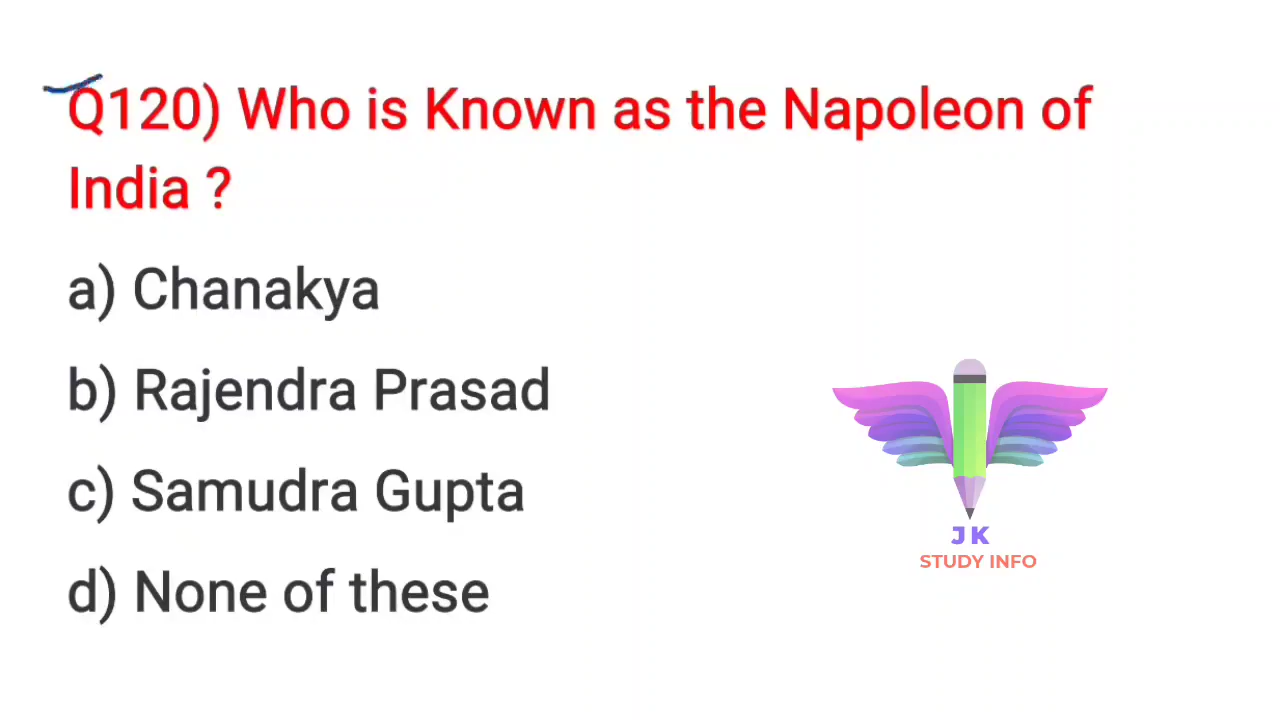 Q120) Who is Known as the Napoleon of
India ?
a) Chanakya
b) Rajendra Prasad
c) Samudra Gupta
d) None of these
JK
STUDY INFO